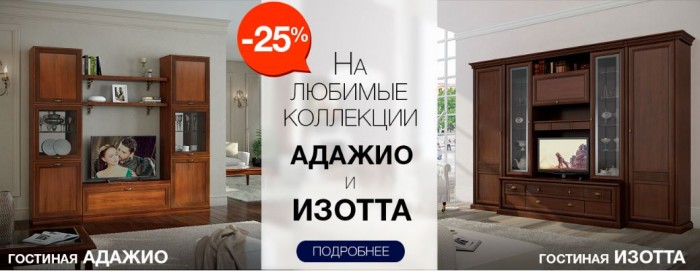 -25%
На
любимые
коллекции
АДАЖИО
и
ИЗОТТА
ПОДРОБНЕЕ
гостиная АДАЖИО
гостиная ИЗОТТА